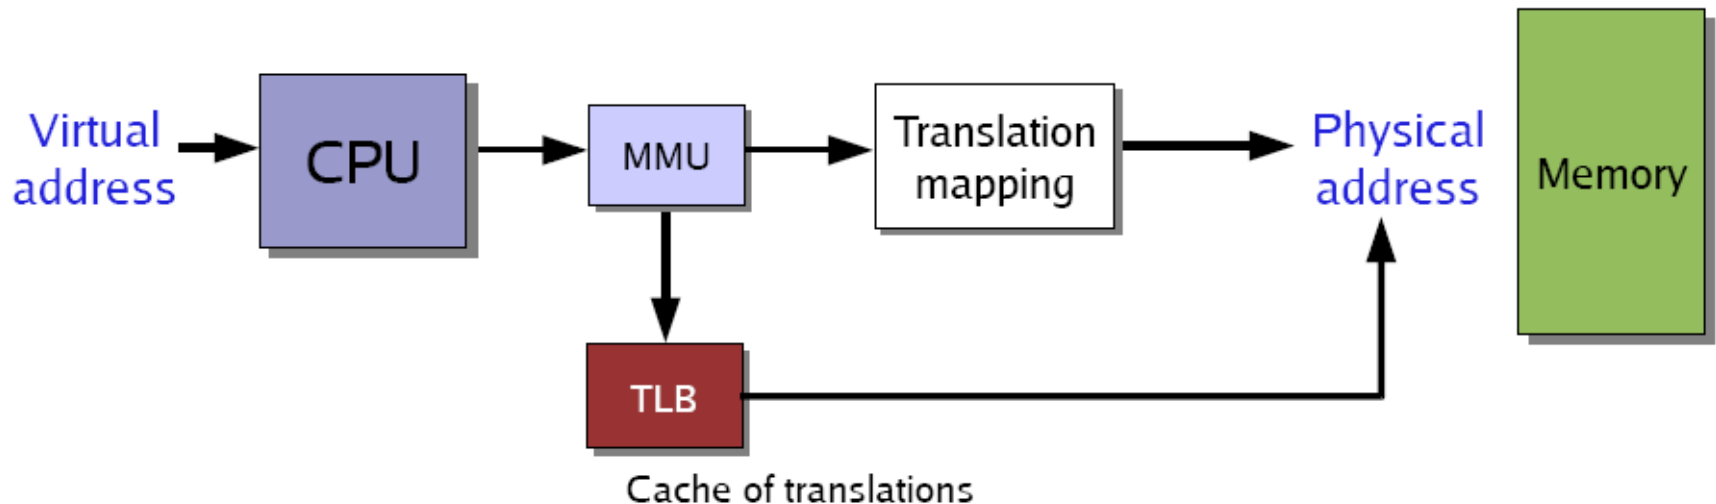 Virtual
address
CPU
MMU
Translation
mapping
Physical
address
Memory
TLB
Cache of translations